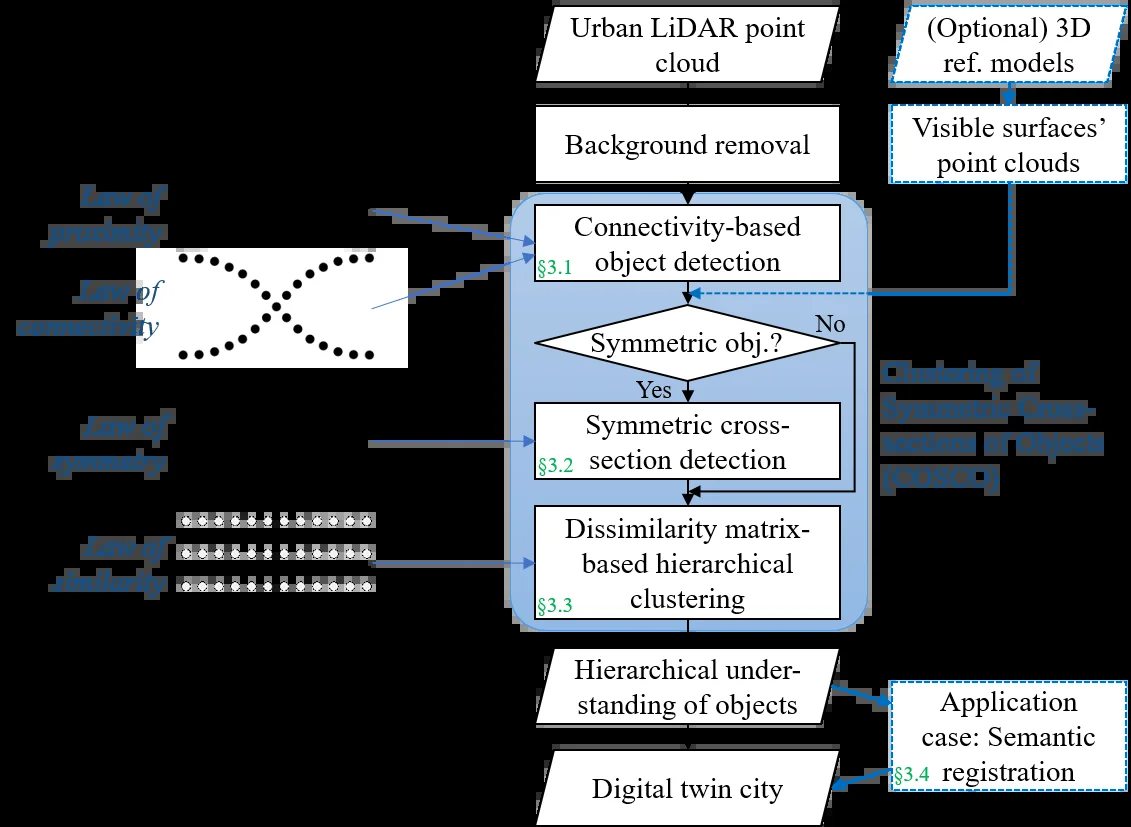 Urban LiDAR point
cloud
(Optional) 3D
ref. models
Background removal
Visible surfaces’
point clouds
Law of
proximity
Connectivity-based
object detection
§3.1
Law of
connectivity
Symmetric obj.?
No
Yes
Clustering of
Symmetric Cross-
sections of Objects
(COSCO)
Law of
symmetry
Symmetric cross-
section detection
§3.2
Law of
similarity
Dissimilarity matrix-
based hierarchical
clustering
§3.3
Hierarchical under-
standing of objects
Application
case: Semantic
registration
§3.4
Digital twin city